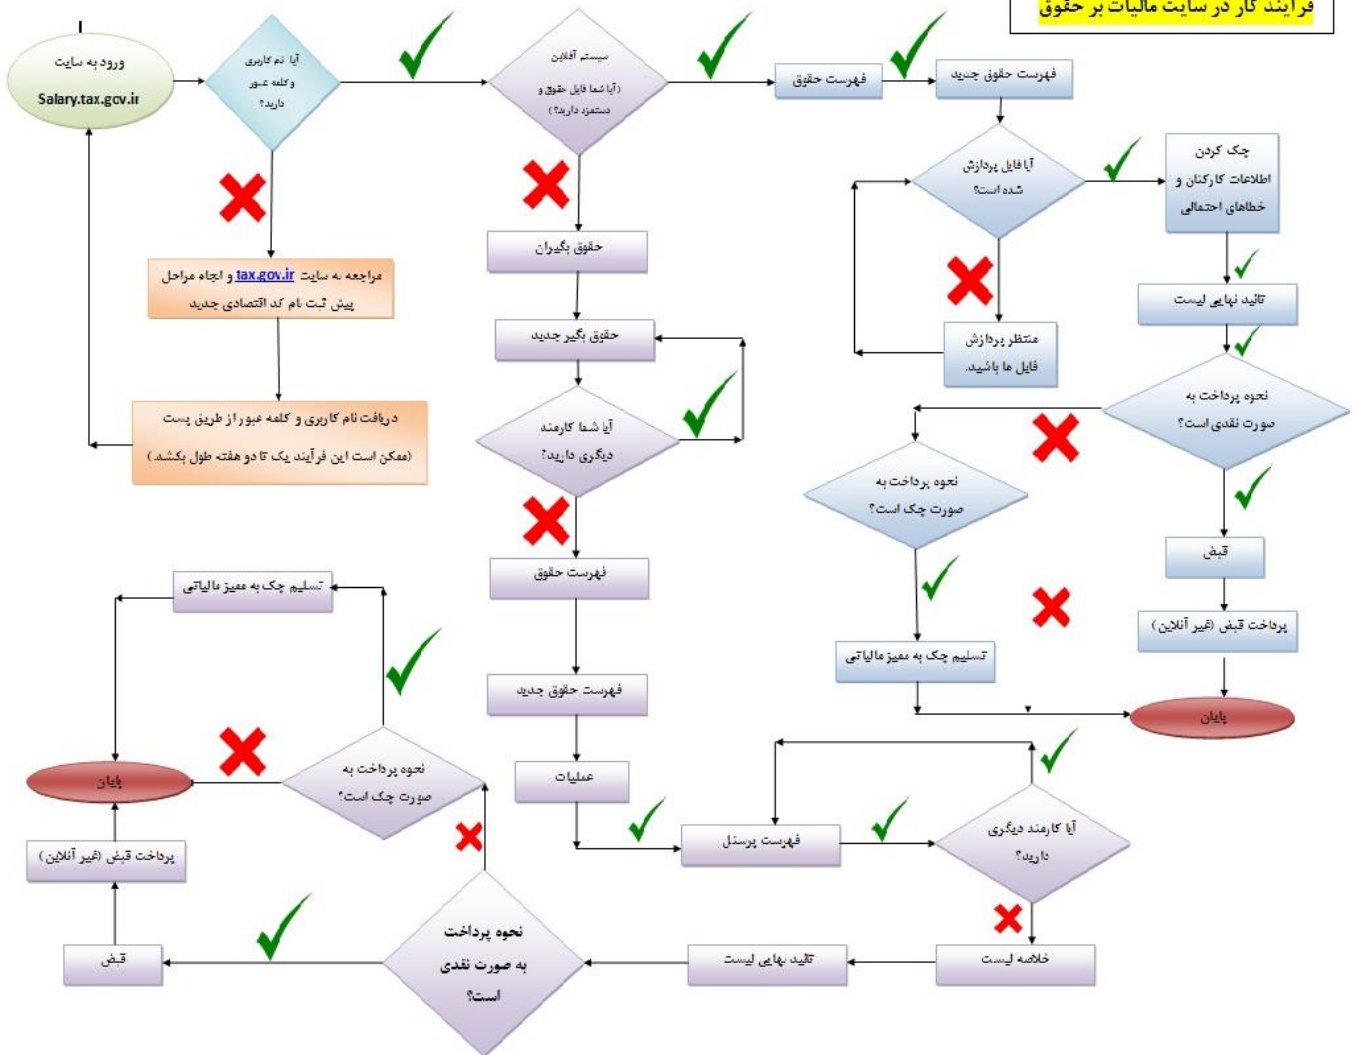 فرآیند کار در سایت مالیات بر حقوق
ورود به سایت
Salary.tax.gov.ir
آیا نام کاربری
و کلمه عبور
دارید؟
سیستم آفلاین
(آیا شما فایل حقوق و
دستمزد دارید؟)
فهرست حقوق
فهرست حقوق جدید
آیا فایل پردازش
شده است؟
چک کردن
اطلاعات کارکنان و
خطاهای احتمالی
منتظر پردازش
فایل ها باشید.
تائید نهایی لیست
نحوه پرداخت به
صورت نقدی است؟
نحوه پرداخت به
صورت چک است؟
قبض
پرداخت قبض (غیر آنلاین)
تسلیم چک به ممیز مالیاتی
پایان
مراجعه به سایت tax.gov.ir و انجام مراحل
پیش ثبت نام کد اقتصادی جدید
دریافت نام کاربری و کلمه عبور از طریق پست
(ممکن است این فرآیند یک تا دو هفته طول بکشد.)
حقوق بگیران
حقوق بگیر جدید
آیا شما کارمند
دیگری دارید؟
فهرست حقوق
فهرست حقوق جدید
عملیات
فهرست پرسنل
آیا کارمند دیگری
دارید؟
خلاصه لیست
تائید نهایی لیست
نحوه پرداخت
به صورت نقدی
است؟
نحوه پرداخت به
صورت چک است؟
تسلیم چک به ممیز مالیاتی
قبض
پرداخت قبض (غیر آنلاین)
پایان